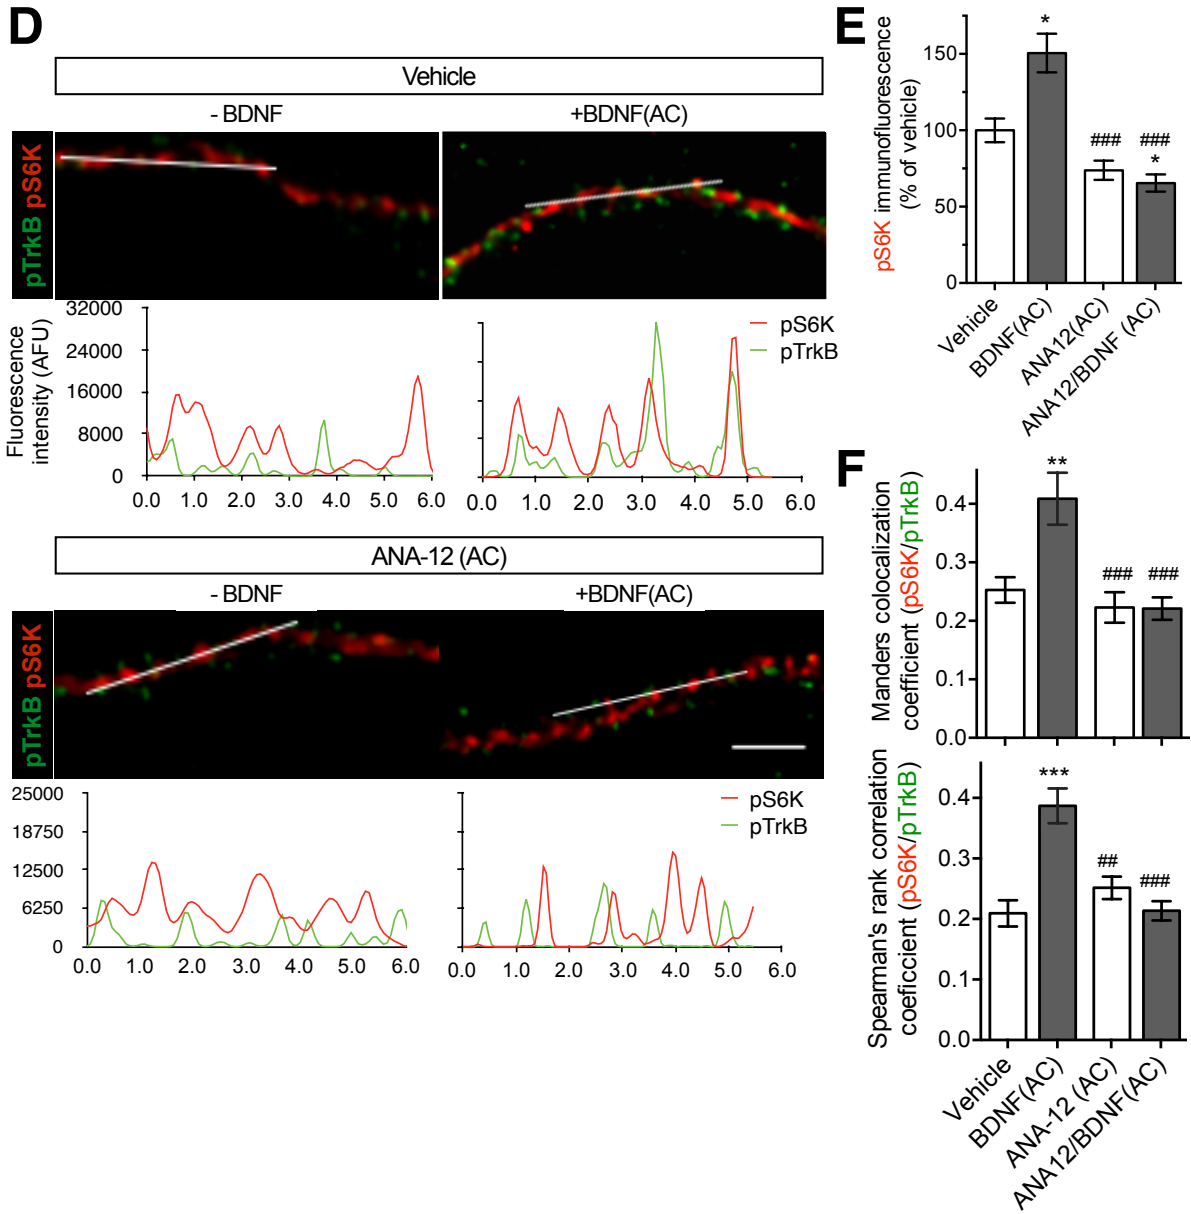 D
Vehicle
- BDNF
+BDNF(AC)
pTrkB pS6K
Fluorescence
intensity (AFU)
32000
24000
16000
8000
0
0.0 1.0 2.0 3.0 4.0 5.0 6.0
pS6K
pTrkB
0.0 1.0 2.0 3.0 4.0 5.0 6.0
ANA-12 (AC)
- BDNF
+BDNF(AC)
pTrkB pS6K
25000
18750
12500
6250
0
0.0 1.0 2.0 3.0 4.0 5.0 6.0
pS6K
pTrkB
0.0 1.0 2.0 3.0 4.0 5.0 6.0
E
pS6K immunofluorescence
(% of vehicle)
150
100
50
0
*
###
###
*
Vehicle
BDNF(AC)
ANA12(AC)
ANA12/BDNF (AC)
F
Manders colocalization
coefficient (pS6K/pTrkB)
0.4
0.3
0.2
0.1
0.0
**
###
###
Spearman's rank correlation
coeficcient (pS6K/pTrkB)
0.4
0.3
0.2
0.1
0.0
***
##
###
Vehicle
BDNF(AC)
ANA-12 (AC)
ANA12/BDNF(AC)